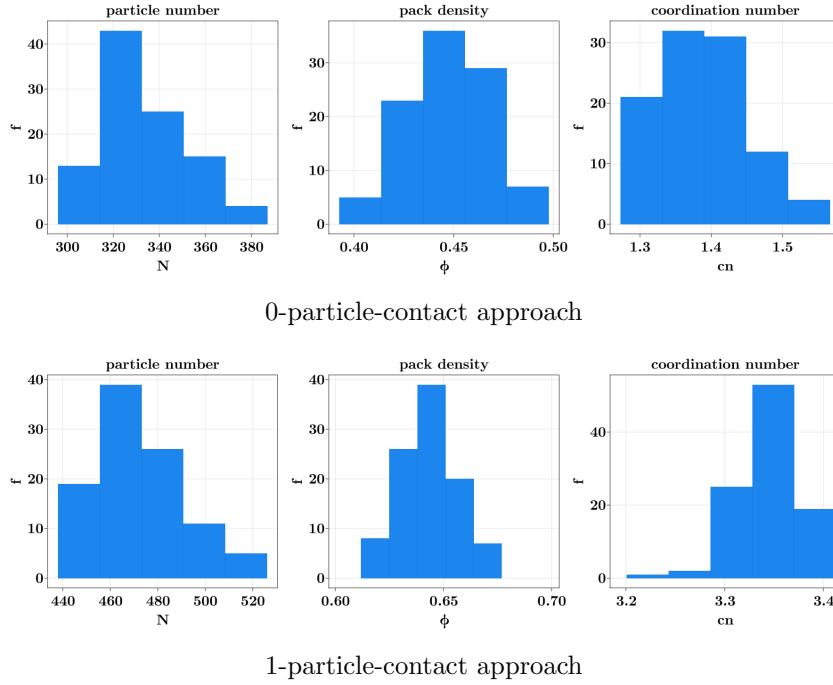 particle number pack density coordination number
40 30 20 10 0 f
300 320 340 360 380
N
30 20 10 0 f
0.40 0.45 0.50
ϕ
30 20 10 0 f
1.3 1.4 1.5
cn
0-particle-contact approach
particle number pack density coordination number
40 30 20 10 0 f
440 460 480 500 520
N
40 30 20 10 0 f
0.60 0.65 0.70
ϕ
40 20 0 f
3.2 3.3 3.4
cn
1-particle-contact approach